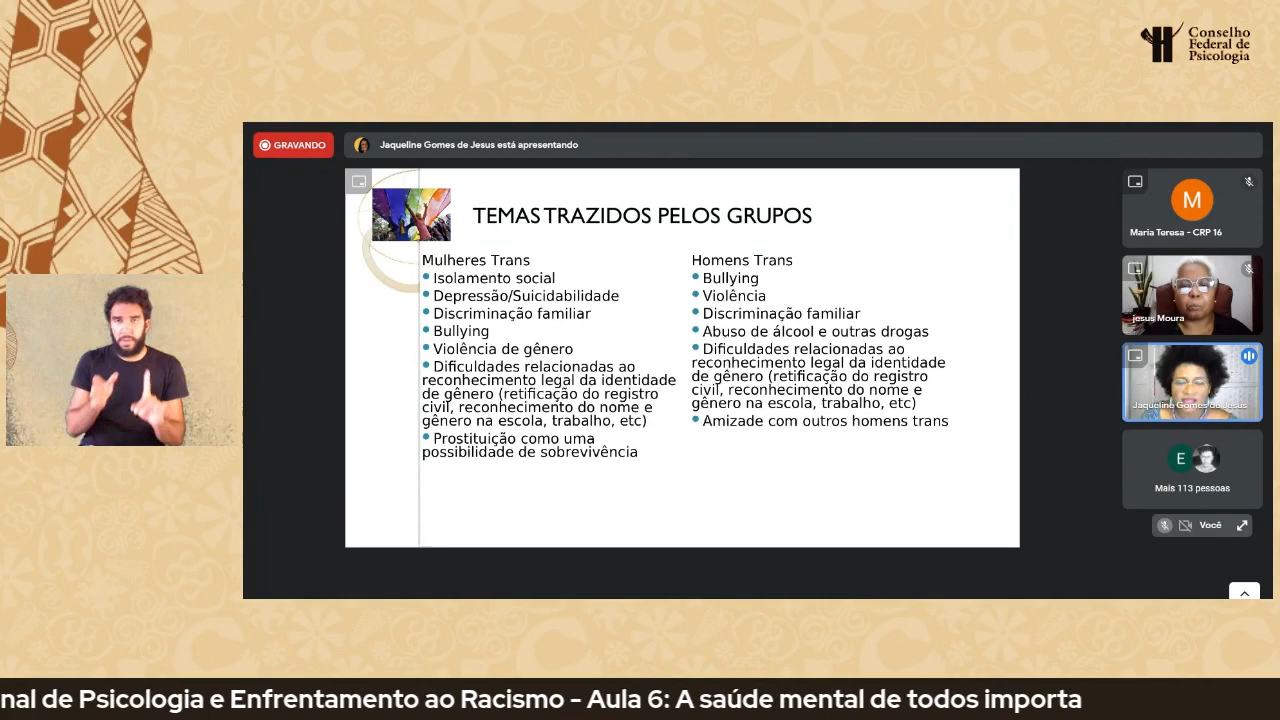 Conselho
Federal de
Psicologia
GRAVANDO
Jaqueline Gomes de Jesus está apresentando
TEMAS TRAZIDOS PELOS GRUPOS
Mulheres Trans
Isolamento social
Depressão/Suicidabilidade
Discriminação familiar
Bullying
Violência de gênero
Dificuldades relacionadas ao
reconhecimento legal da identidade
de gênero (retificação do registro
civil, reconhecimento do nome e
gênero na escola, trabalho, etc)
Prostituição como uma
possibilidade de sobrevivência
Homens Trans
Bullying
Violência
Discriminação familiar
Abuso de álcool e outras drogas
Dificuldades relacionadas ao
reconhecimento legal da identidade
de gênero (retificação do registro
civil, reconhecimento do nome e
gênero na escola, trabalho, etc)
Amizade com outros homens trans
M
Maria Teresa - CRP 16
jesus Moura
Jaqueline Gomes de Jesus
E
Mais 113 pessoas
Você
nal de Psicologia e Enfrentamento ao Racismo - Aula 6: A saúde mental de todos importa